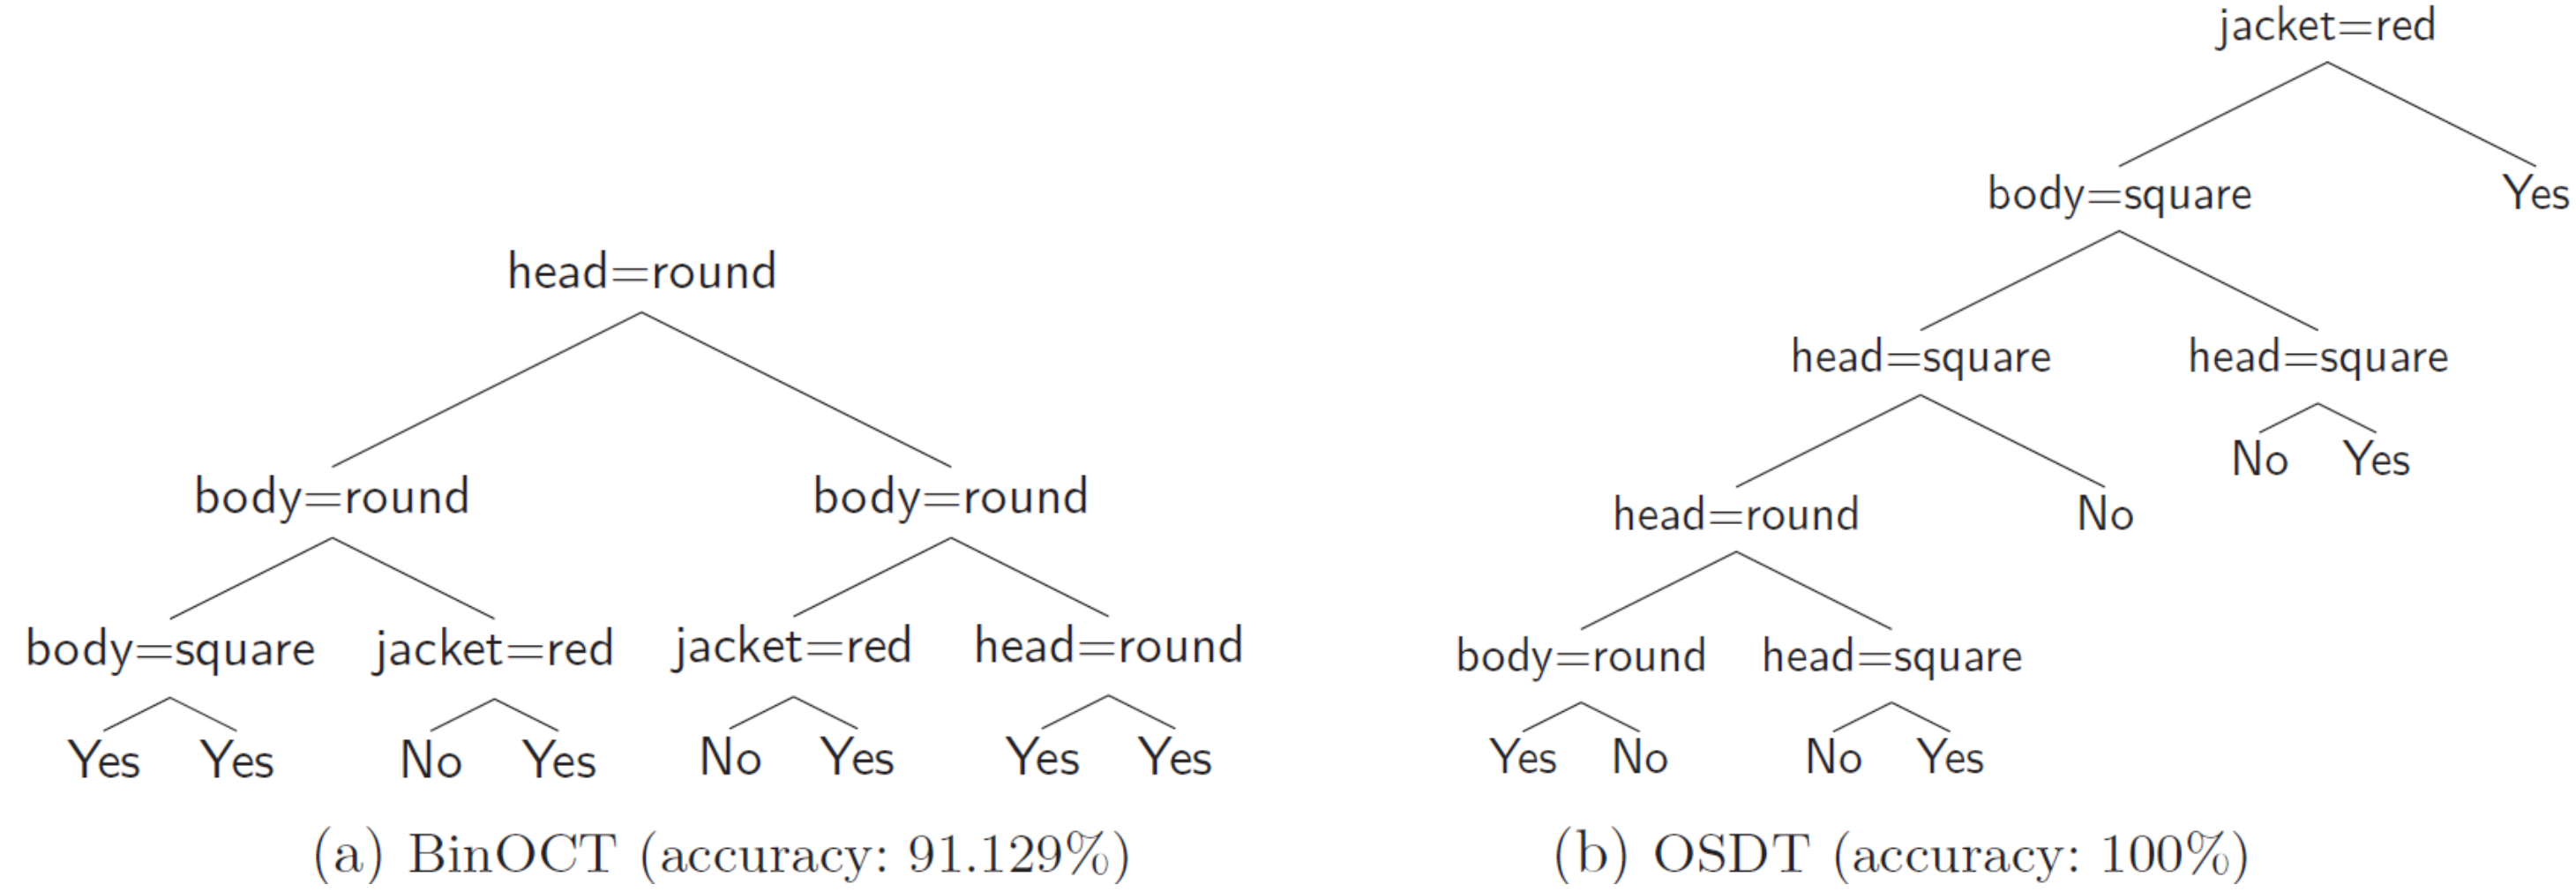 head=round
body=round body=round
body=square jacket=red jacket=red head=round
Yes Yes No Yes No Yes Yes Yes
(a) BinOCT (accuracy: 91.129%)
jacket=red
body=square Yes
head=square head=square
No Yes
head=round No
body=round head=square
Yes No No Yes
(b) OSDT (accuracy: 100%)